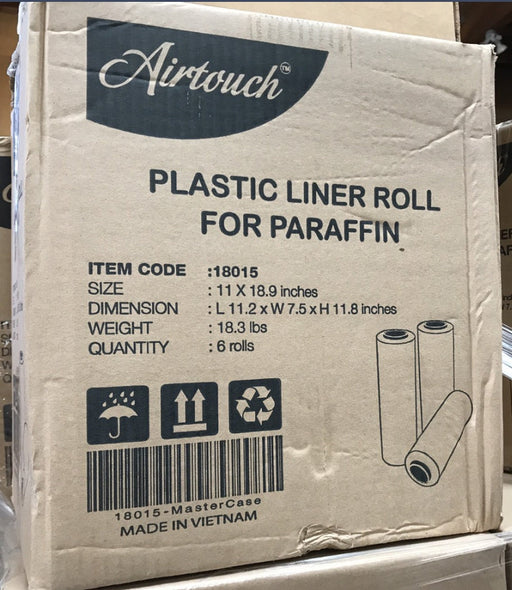 Airtouch™
PLASTIC LINER ROLL
FOR PARAFFIN
ITEM CODE :18015
SIZE : 11 X 18.9 inches
DIMENSION : L 11.2 x W 7.5 x H 11.8 inches
WEIGHT : 18.3 lbs
QUANTITY : 6 rolls
18015-MasterCase
MADE IN VIETNAM